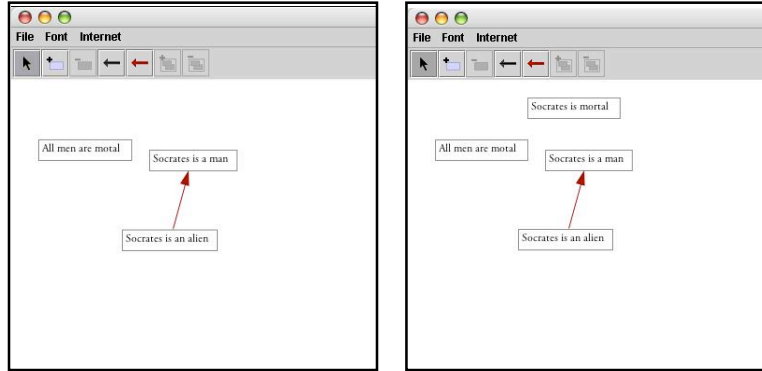 File Font Internet
All men are motal
Socrates is a man
Socrates is an alien
File Font Internet
Socrates is mortal
All men are motal
Socrates is a man
Socrates is an alien